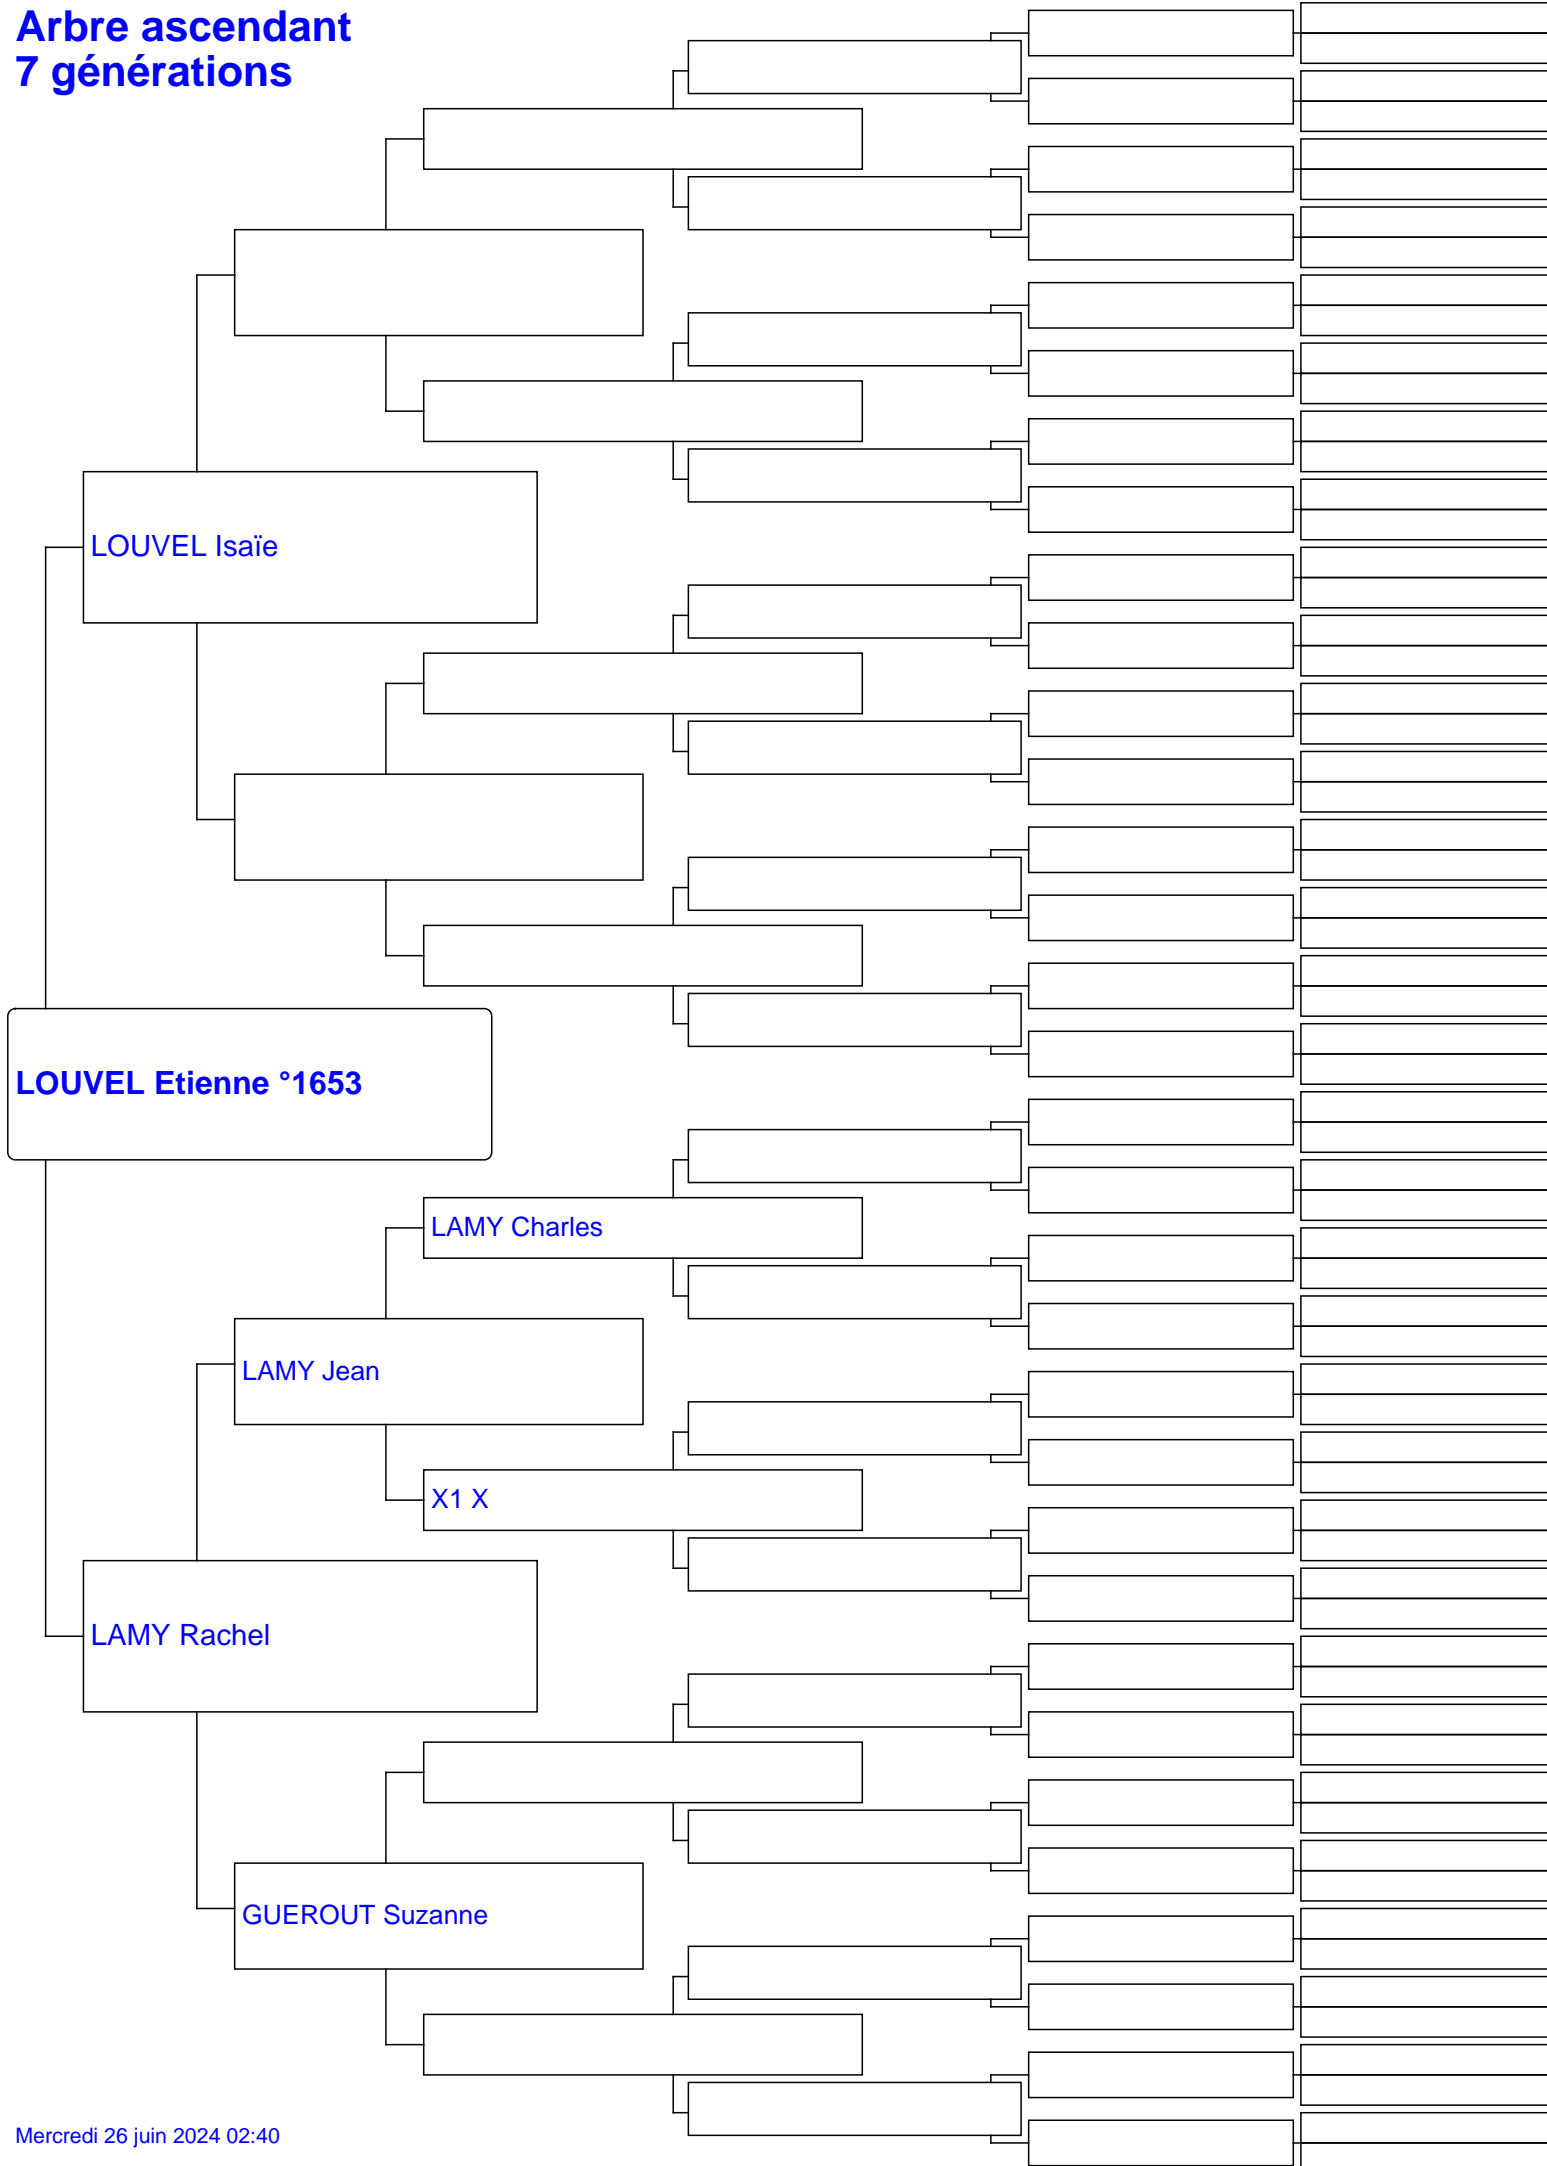 Arbre ascendant
7 générations
LOUVEL Isaïe
LOUVEL Etienne °1653
LAMY Charles
LAMY Jean
X1 X
LAMY Rachel
GUEROUT Suzanne
Mercredi 26 juin 2024 02:40